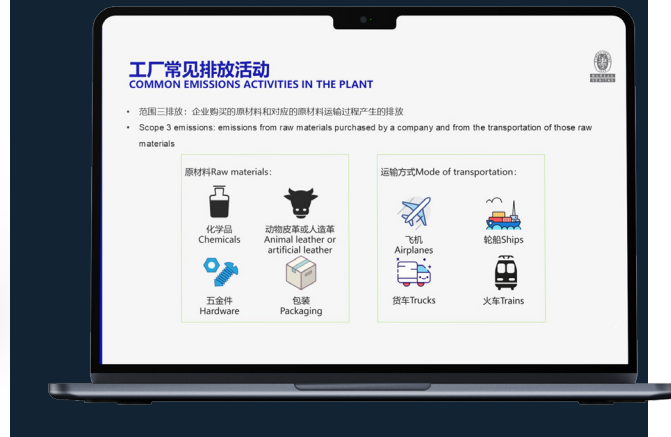 工厂常见排放活动
COMMON EMISSIONS ACTIVITIES IN THE PLANT
• 范围三排放：企业购买的原材料和对应的原材料运输过程产生的排放
• Scope 3 emissions: emissions from raw materials purchased by a company and from the transportation of those raw
materials
原材料Raw materials:
化学品
Chemicals
动物皮革或人造革
Animal leather or
artificial leather
五金件
Hardware
包装
Packaging
运输方式Mode of transportation:
飞机
Airplanes
轮船Ships
货车Trucks
火车Trains